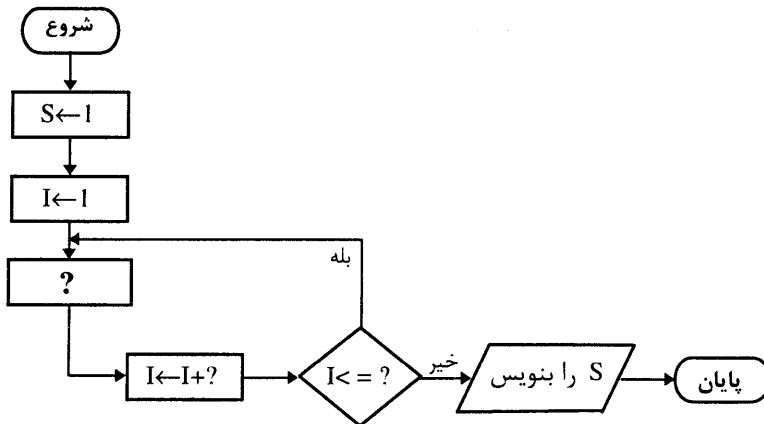 شروع
S←1
I←1
بله
?
I←I+?
I< = ?
خیر
S را بنویس
پایان